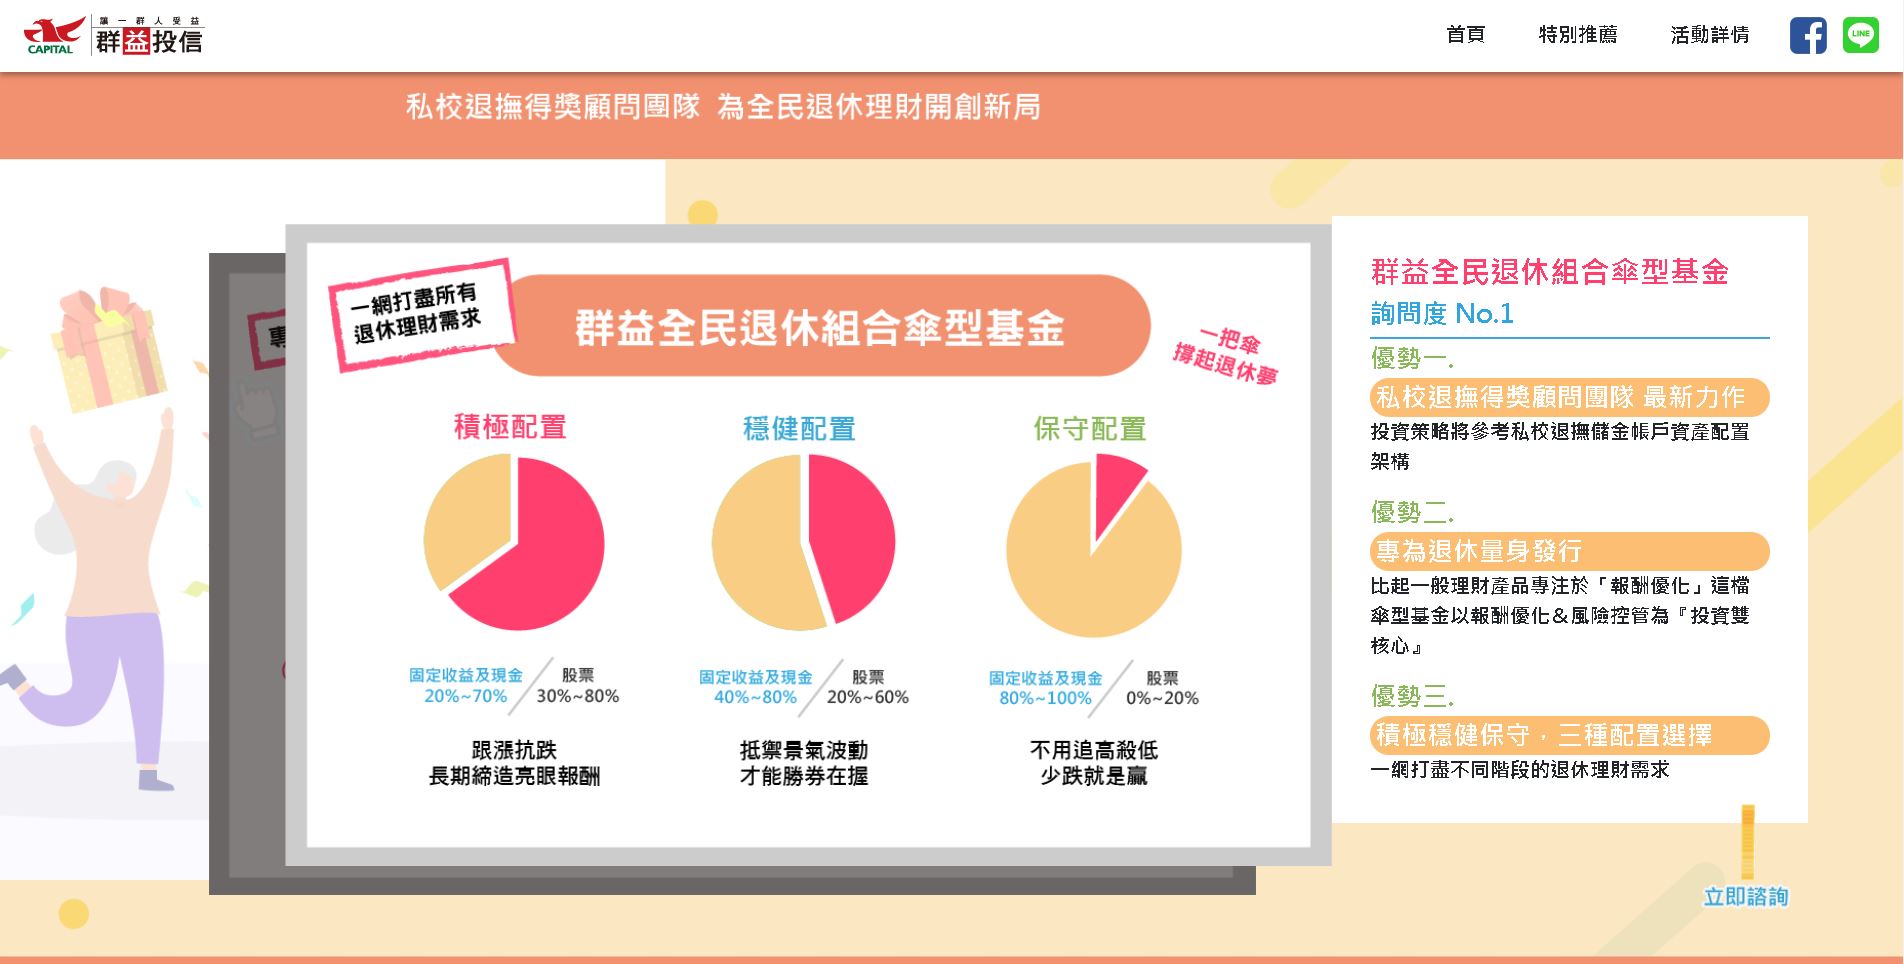 讓一群人受益
CAPITAL
群益投信
首頁
特別推薦
活動詳情
LINE
私校退撫得獎顧問團隊 為全民退休理財開創新局
專
一網打盡所有
退休理財需求
群益全民退休組合傘型基金
一把傘
撐起退休夢
積極配置
穩健配置
保守配置
固定收益及現金
20%~70%
股票
30%~80%
固定收益及現金
40%~80%
股票
20%~60%
固定收益及現金
80%~100%
股票
0%~20%
跟漲抗跌
長期締造亮眼報酬
抵禦景氣波動
才能勝券在握
不用追高殺低
少跌就是贏
群益全民退休組合傘型基金
詢問度 No.1
優勢一.
私校退撫得獎顧問團隊 最新力作
投資策略將參考私校退撫儲金帳戶資產配置
架構
優勢二.
專為退休量身發行
比起一般理財產品專注於「報酬優化」這檔
傘型基金以報酬優化＆風險控管為『投資雙
核心』
優勢三.
積極穩健保守，三種配置選擇
一網打盡不同階段的退休理財需求
立即諮詢